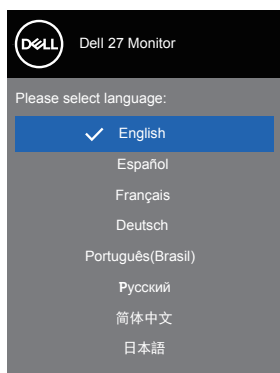 DELL
Dell 27 Monitor
Please select language:
English
Español
Français
Deutsch
Português(Brasil)
Русский
简体中文
日本語